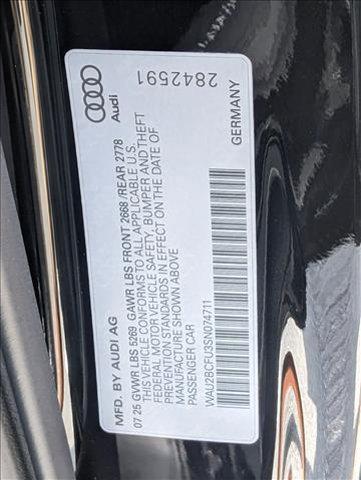 MFD. BY AUDI AG
07 25 GVWR LBS 5269 GAWR LBS FRONT 2668 /REAR 2778
THIS VEHICLE CONFORMS TO ALL APPLICABLE U.S.
FEDERAL MOTOR VEHICLE SAFETY, BUMPER AND THEFT
PREVENTION STANDARDS IN EFFECT ON THE DATE OF
MANUFACTURE SHOWN ABOVE
PASSENGER CAR
WAU2BCFU3SN074711
Audi
2842591
GERMANY